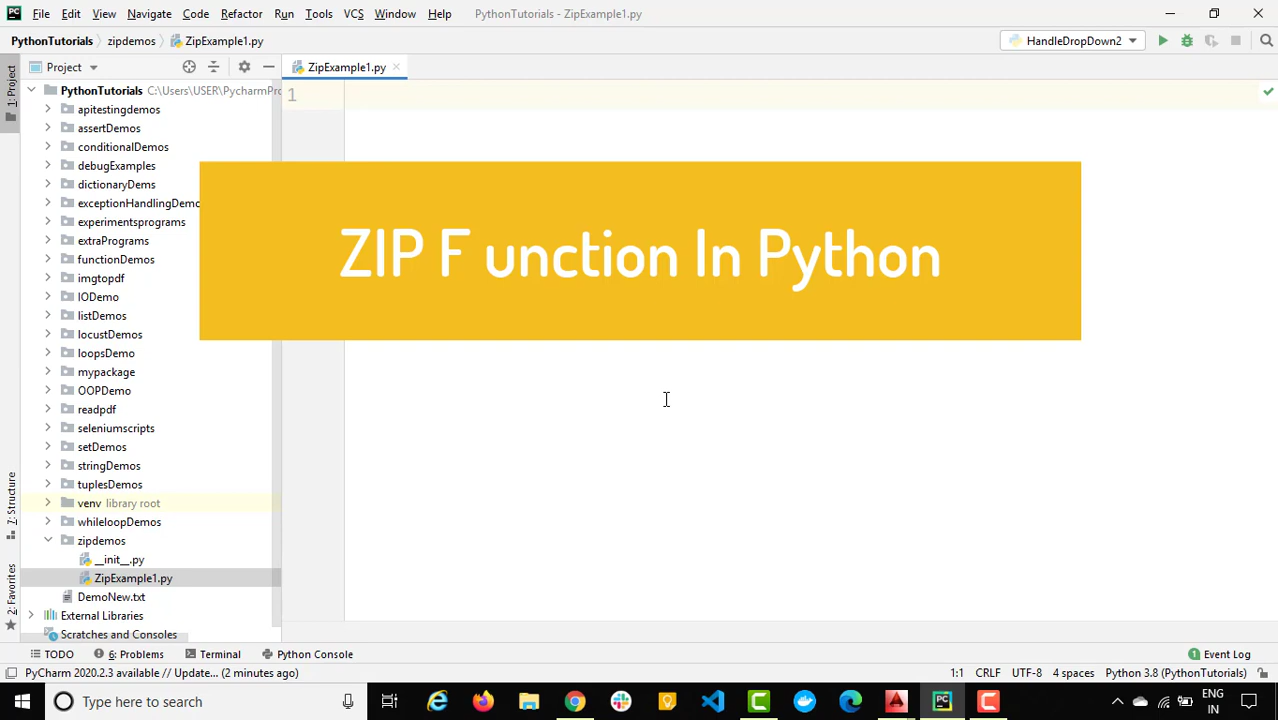 PC File Edit View Navigate Code Refactor Run Tools VCS Window Help PythonTutorials - ZipExample1.py
PythonTutorials zipdemos ZipExample1.py HandleDropDown2
1: Project
Project
ZipExample1.py
PythonTutorials C:\Users\USER\PycharmPro
1
apitestingdemos
assertDemos
conditionalDemos
debugExamples
dictionaryDems
exceptionHandlingDemo
experimentsprograms
extraPrograms
functionDemos
imgtopdf
IODemo
listDemos
locustDemos
loopsDemo
mypackage
OOPDemo
readpdf
seleniumscripts
setDemos
stringDemos
tuplesDemos
venv library root
whileloopDemos
zipdemos
__init__.py
ZipExample1.py
DemoNew.txt
External Libraries
Scratches and Consoles
ZIP F unction In Python
Z: Structure
2: Favorites
TODO 6: Problems Terminal Python Console 1 Event Log
PyCharm 2020.2.3 available // Update... (2 minutes ago) 1:1 CRLF UTF-8 4 spaces Python 3.8 (PythonTutorials)
Type here to search PC ENG
IN